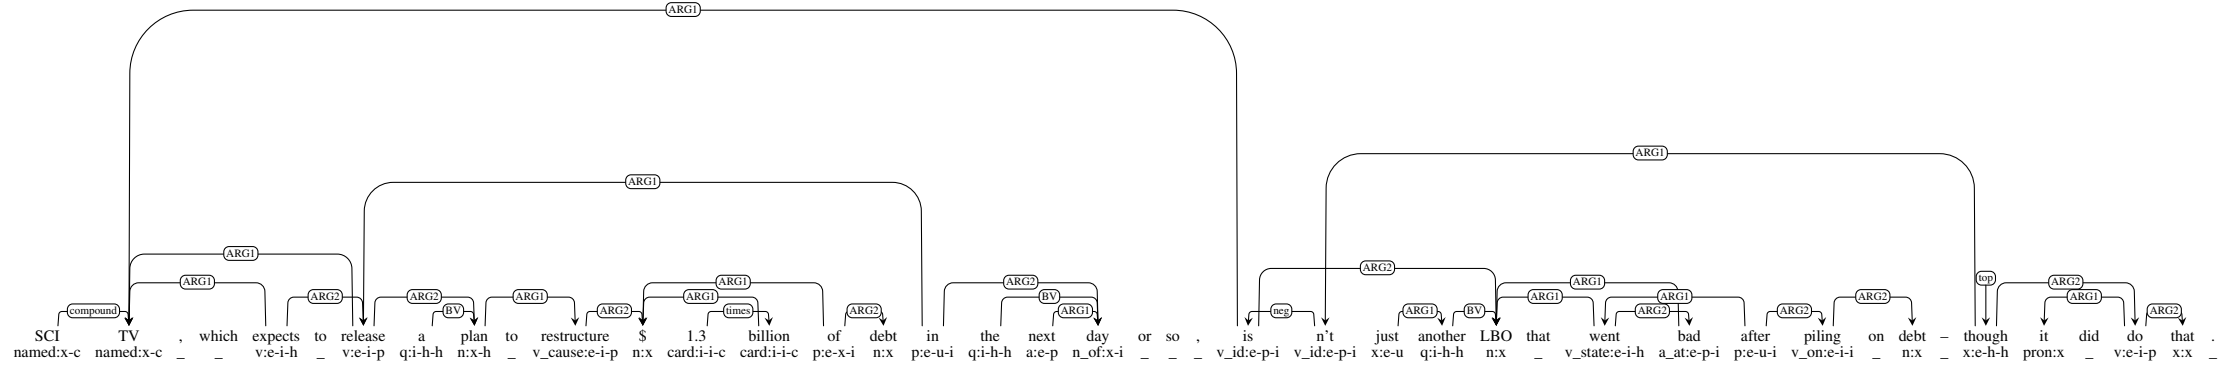 ARG1
ARG1
ARG1
ARG1
ARG2
top
ARG1 ARG1 ARG2 ARG1 ARG2
ARG2 ARG2 ARG1 ARG1 BV ARG1 ARG1 ARG2 ARG1
compound BV ARG2 times ARG2 ARG1 neg ARG1 BV ARG2 ARG2 ARG2
SCI TV , which expects to release a plan to restructure $ 1.3 billion of debt in the next day or so , is n't just another LBO that went bad after piling on debt – though it did do that .
named:x-c named:x-c _ _ v:e-i-h _ v:e-i-p q:i-h-h n:x-h _ v_cause:e-i-p n:x card:i-i-c card:i-i-c p:e-x-i n:x p:e-u-i q:i-h-h a:e-p n_of:x-i _ _ _ v_id:e-p-i v_id:e-p-i x:e-u q:i-h-h n:x _ v_state:e-i-h a_at:e-p-i p:e-u-i v_on:e-i-i _ n:x _ x:e-h-h pron:x _ v:e-i-p x:x _